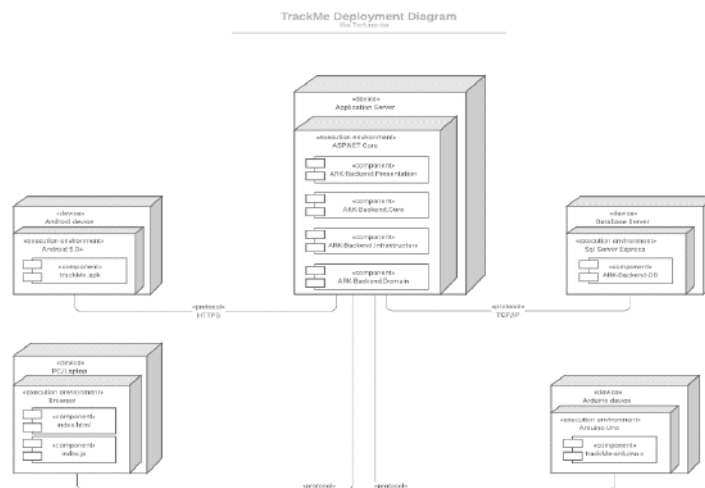 TrackMe Deployment Diagram
«device»
Application Server
«execution environment»
ASP.NET Core
«component»
ARK-Backend.Presentation
«component»
ARK-Backend.Core
«component»
ARK-Backend.Infrastructure
«component»
ARK-Backend.Domain
«device»
Android device
«execution environment»
Android 5.0+
«component»
trackMe.apk
«device»
Database Server
«execution environment»
Sql Server Express
«component»
ARK-Backend-DB
«protocol»
HTTPS
«protocol»
TCP/IP
«device»
PC/Laptop
«execution environment»
Browser
«component»
index.html
«component»
index.js
«device»
Arduino device
«execution environment»
Arduino Uno
«component»
«protocol»
«protocol»